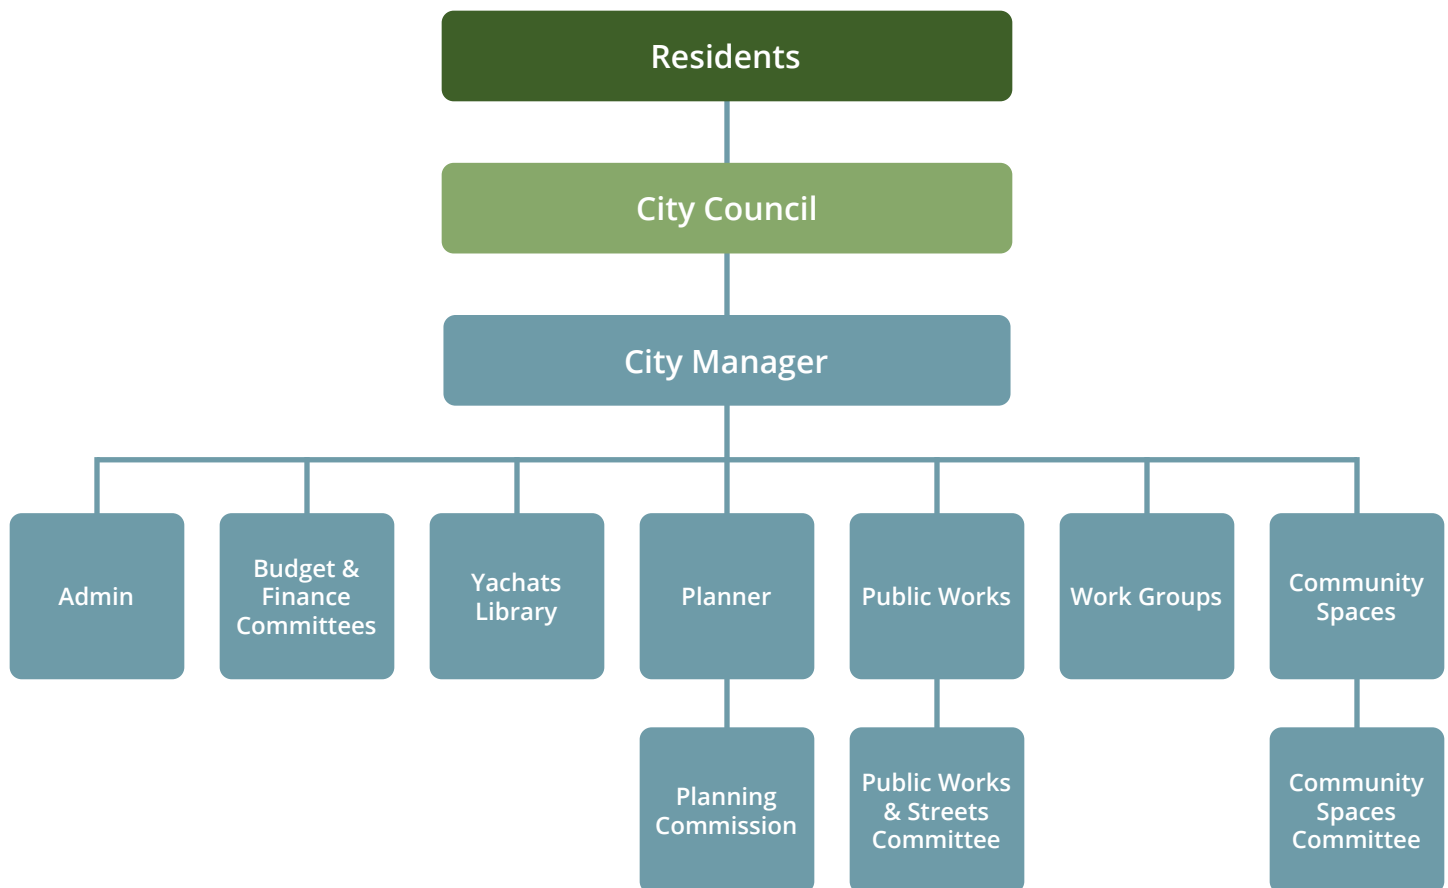 Residents
City Council
City Manager
Admin
Budget &
Finance
Committees
Yachats
Library
Planner
Public Works
Work Groups
Community
Spaces
Planning
Commission
Public Works
& Streets
Committee
Community
Spaces
Committee